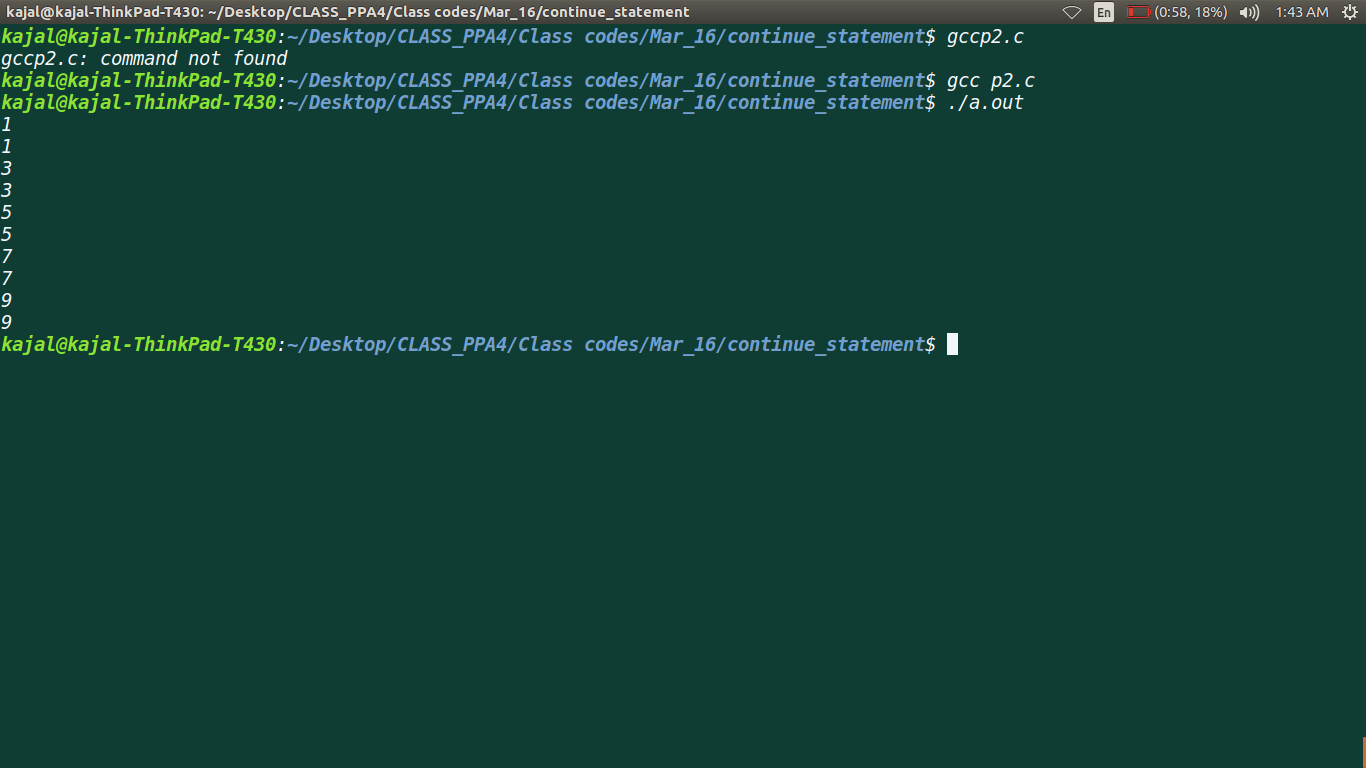 kajal@kajal-ThinkPad-T430: ~/Desktop/CLASS_PPA4/Class codes/Mar_16/continue_statement En (0:58, 18%) 1:43 AM
kajal@kajal-ThinkPad-T430:~/Desktop/CLASS_PPA4/Class codes/Mar_16/continue_statement$ gccp2.c
gccp2.c: command not found
kajal@kajal-ThinkPad-T430:~/Desktop/CLASS_PPA4/Class codes/Mar_16/continue_statement$ gcc p2.c
kajal@kajal-ThinkPad-T430:~/Desktop/CLASS_PPA4/Class codes/Mar_16/continue_statement$ ./a.out
1
1
3
3
5
5
7
7
9
9
kajal@kajal-ThinkPad-T430:~/Desktop/CLASS_PPA4/Class codes/Mar_16/continue_statement$